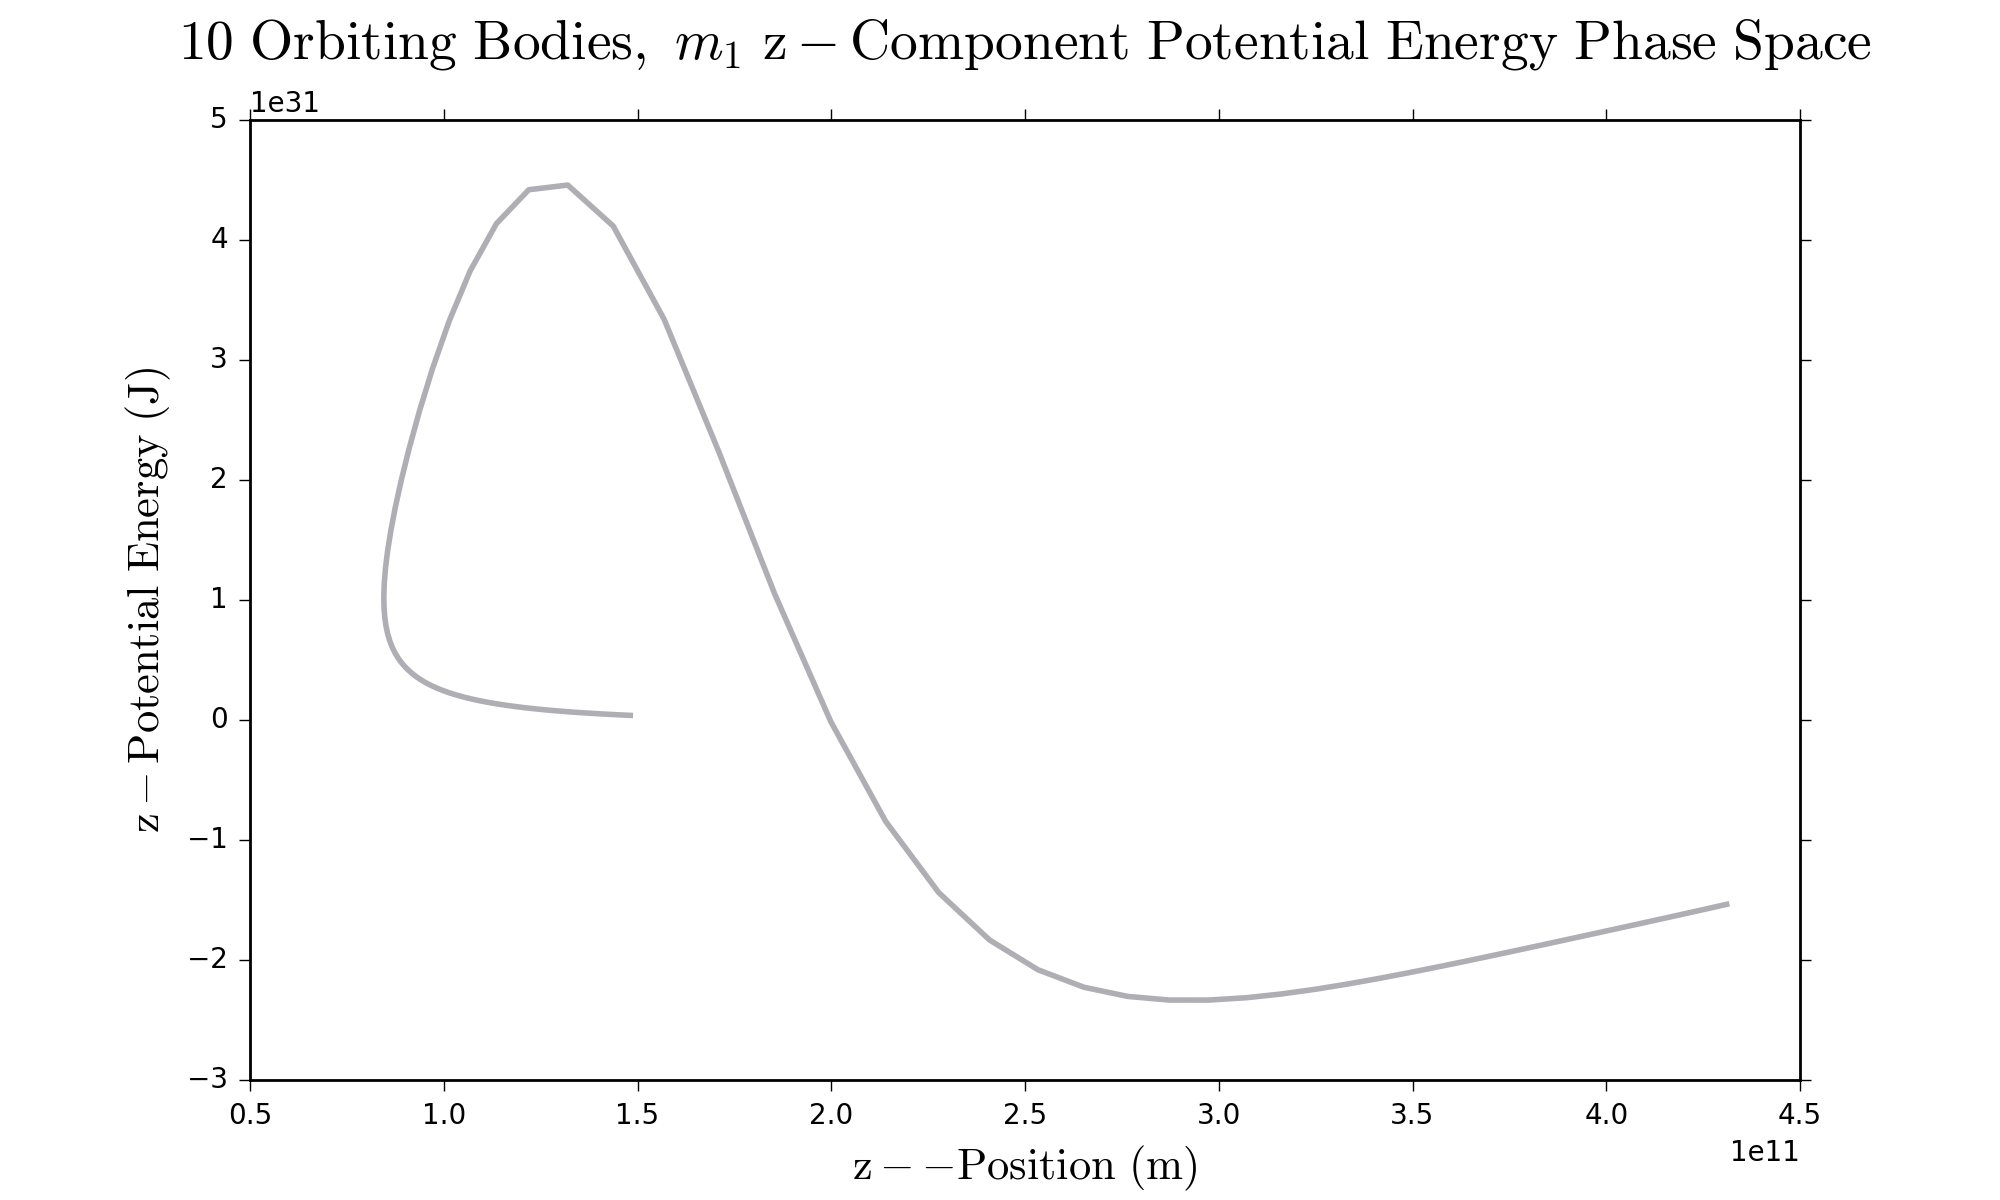 10 Orbiting Bodies, m₁ z − Component Potential Energy Phase Space
1e31
5
4
3
2
1
0
−1
−2
−3
z − Potential Energy (J)
0.5 1.0 1.5 2.0 2.5 3.0 3.5 4.0 4.5
1e11
z − −Position (m)